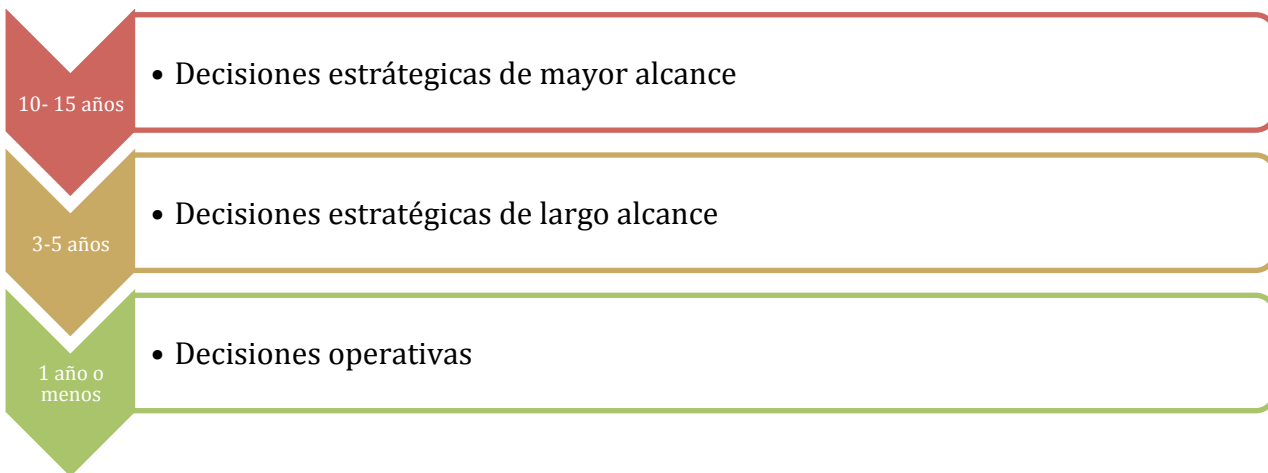 • Decisiones estrátegicas de mayor alcance
10- 15 años
• Decisiones estratégicas de largo alcance
3-5 años
• Decisiones operativas
1 año o
menos